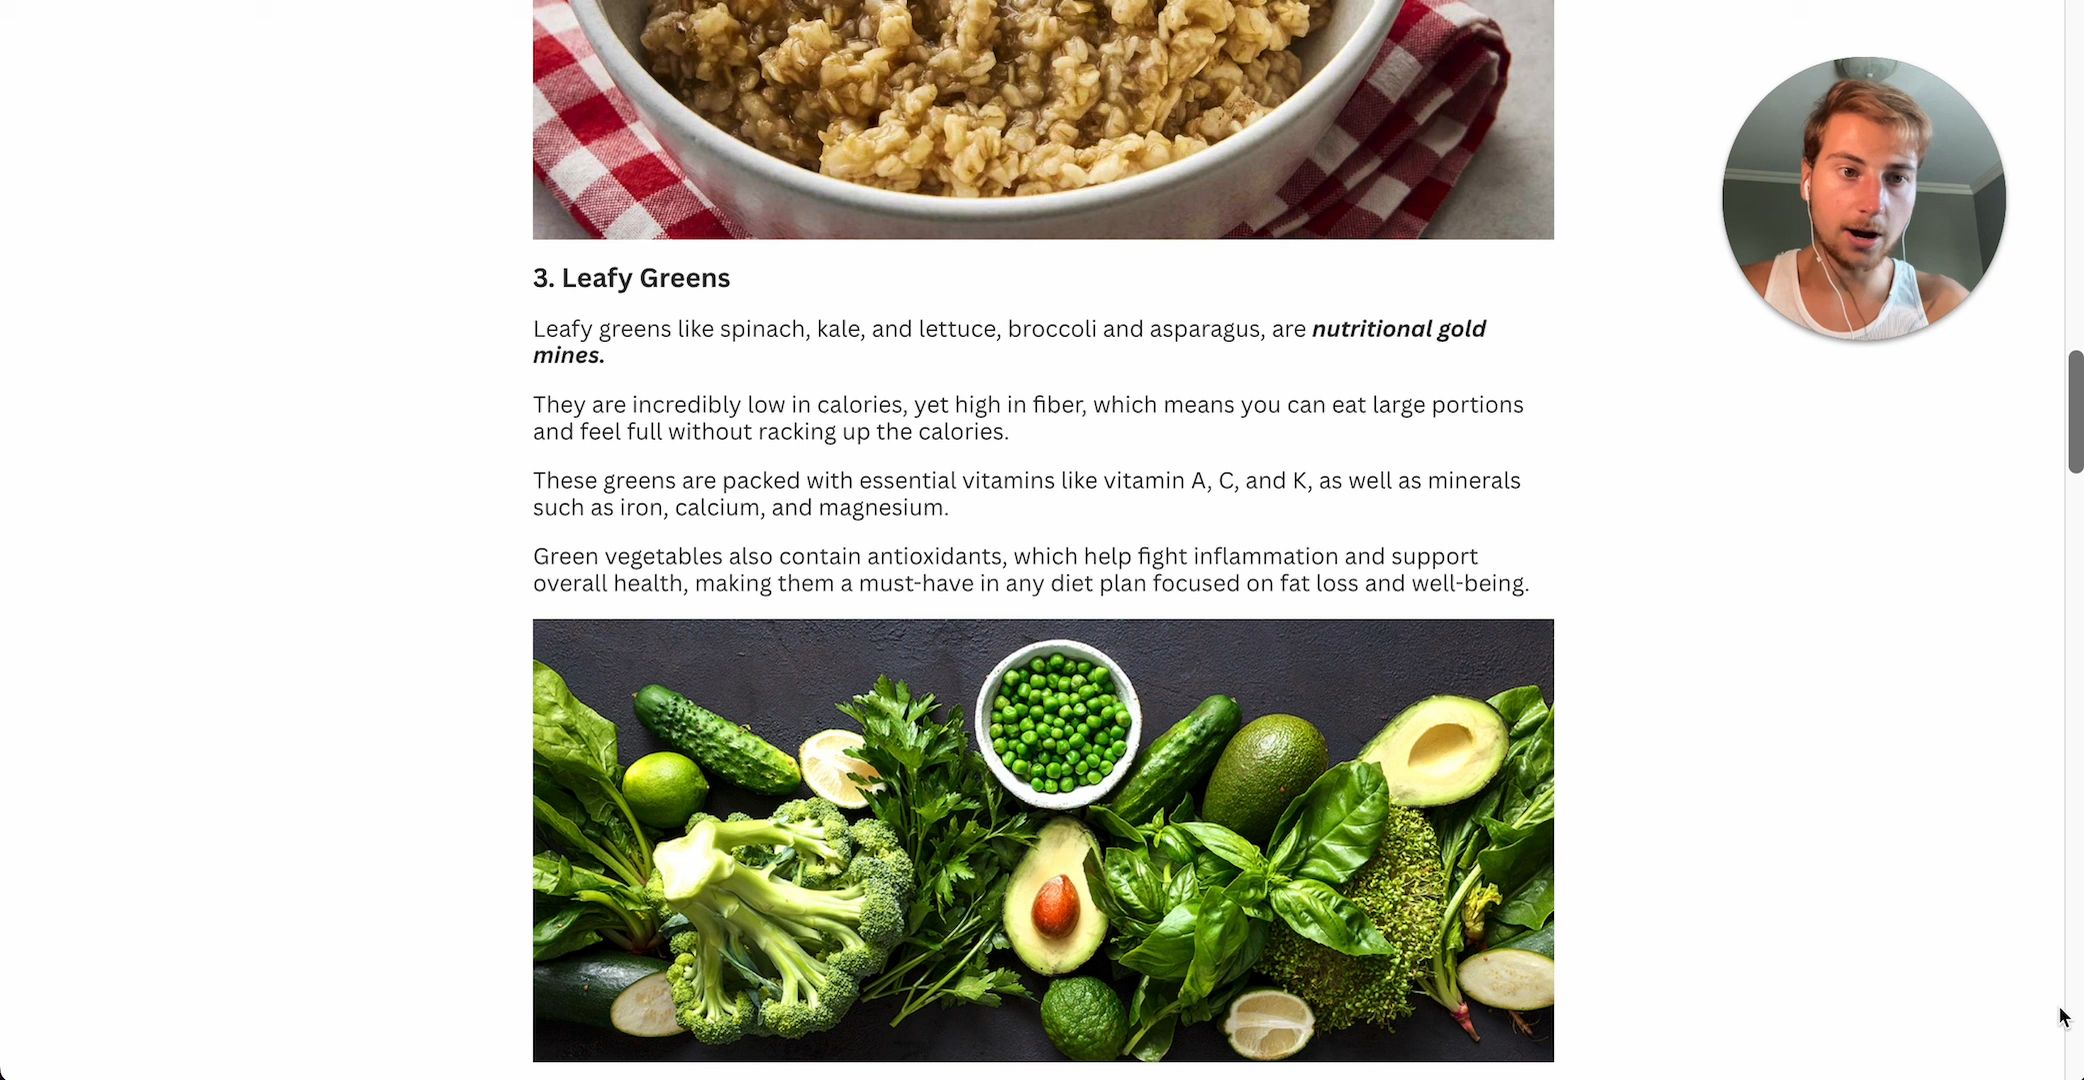 3. Leafy Greens
Leafy greens like spinach, kale, and lettuce, broccoli and asparagus, are nutritional gold
mines.
They are incredibly low in calories, yet high in fiber, which means you can eat large portions
and feel full without racking up the calories.
These greens are packed with essential vitamins like vitamin A, C, and K, as well as minerals
such as iron, calcium, and magnesium.
Green vegetables also contain antioxidants, which help fight inflammation and support
overall health, making them a must-have in any diet plan focused on fat loss and well-being.